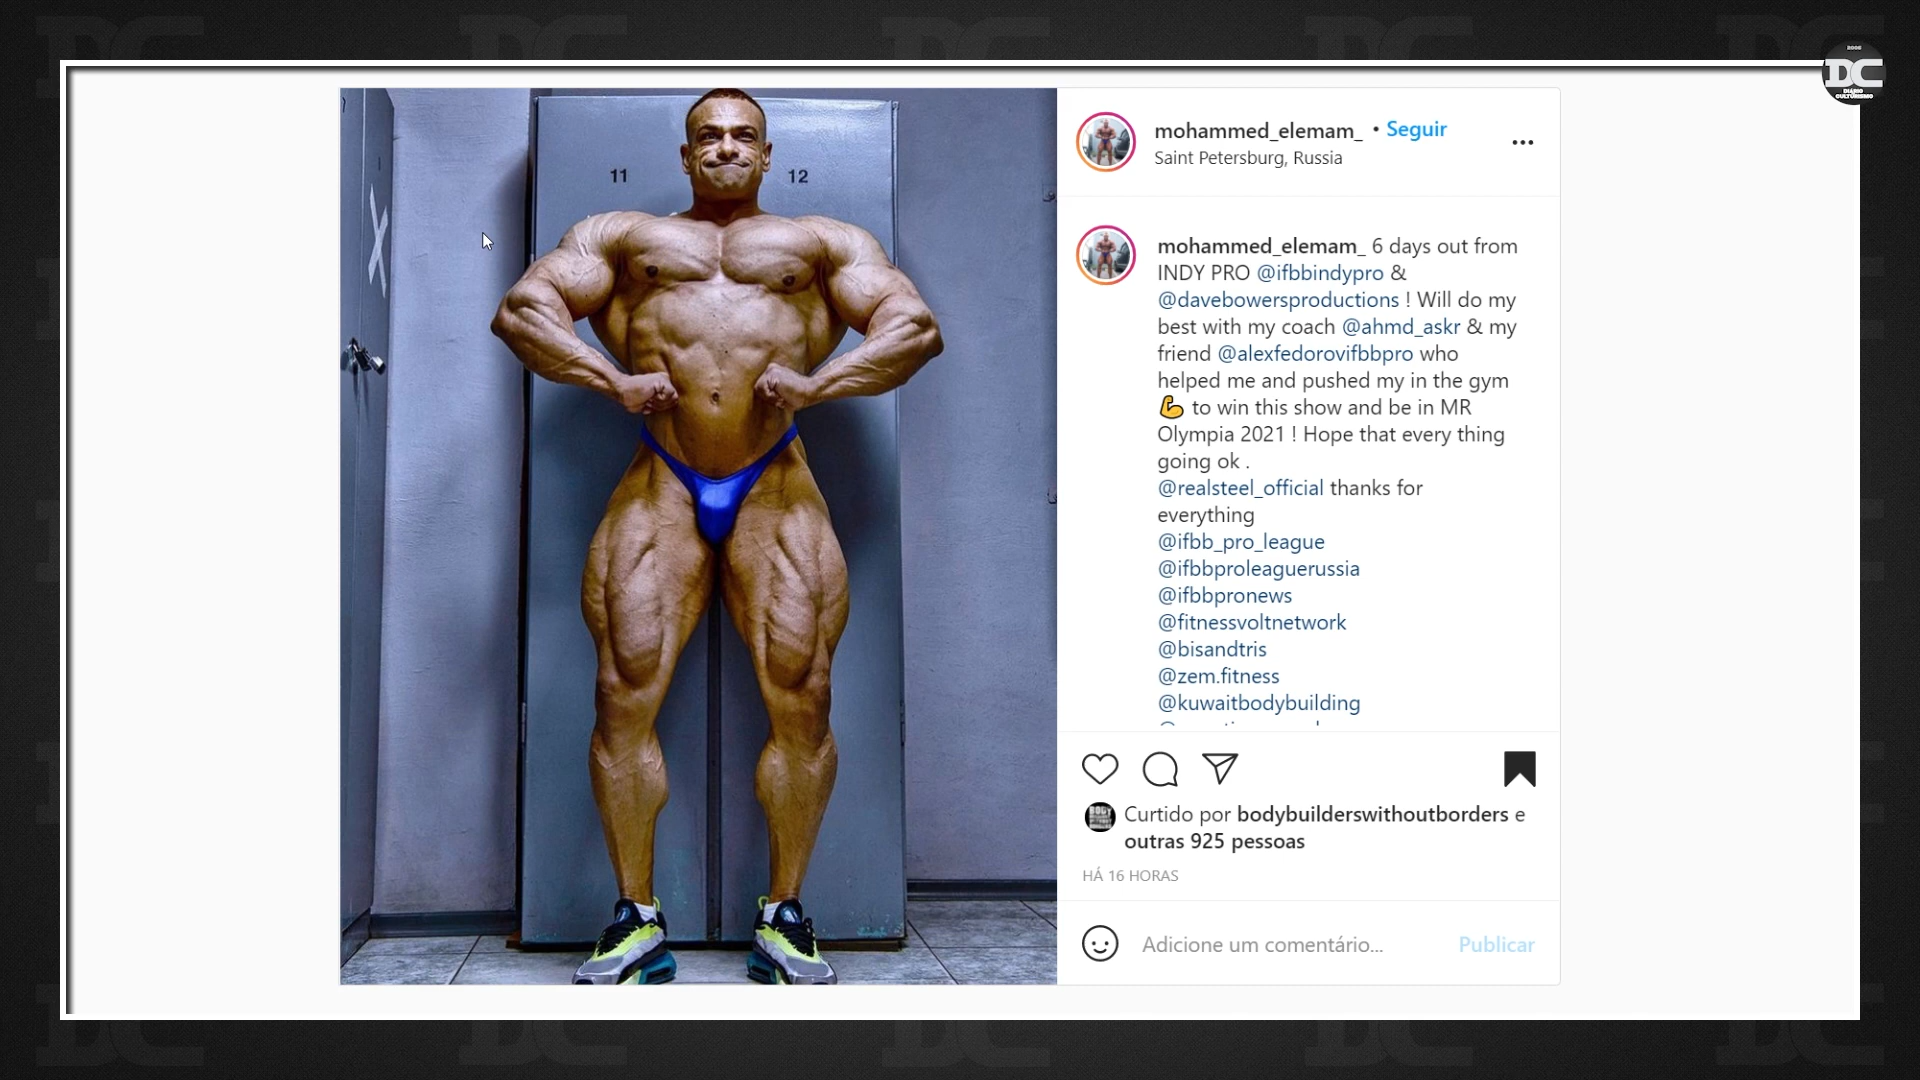 2005
DC
DIÁRIO
CULTURISMO
11
12
mohammed_elemam_ • Seguir
Saint Petersburg, Russia
mohammed_elemam_ 6 days out from
INDY PRO @ifbbindypro &
@davebowersproductions ! Will do my
best with my coach @ahmd_askr & my
friend @alexfedorovifbbpro who
helped me and pushed my in the gym
💪 to win this show and be in MR
Olympia 2021 ! Hope that every thing
going ok .
@realsteel_official thanks for
everything
@ifbb_pro_league
@ifbbproleaguerussia
@ifbbpronews
@fitnessvoltnetwork
@bisandtris
@zem.fitness
@kuwaitbodybuilding
Curtido por bodybuilderswithoutborders e
outras 925 pessoas
HÁ 16 HORAS
Adicione um comentário... Publicar